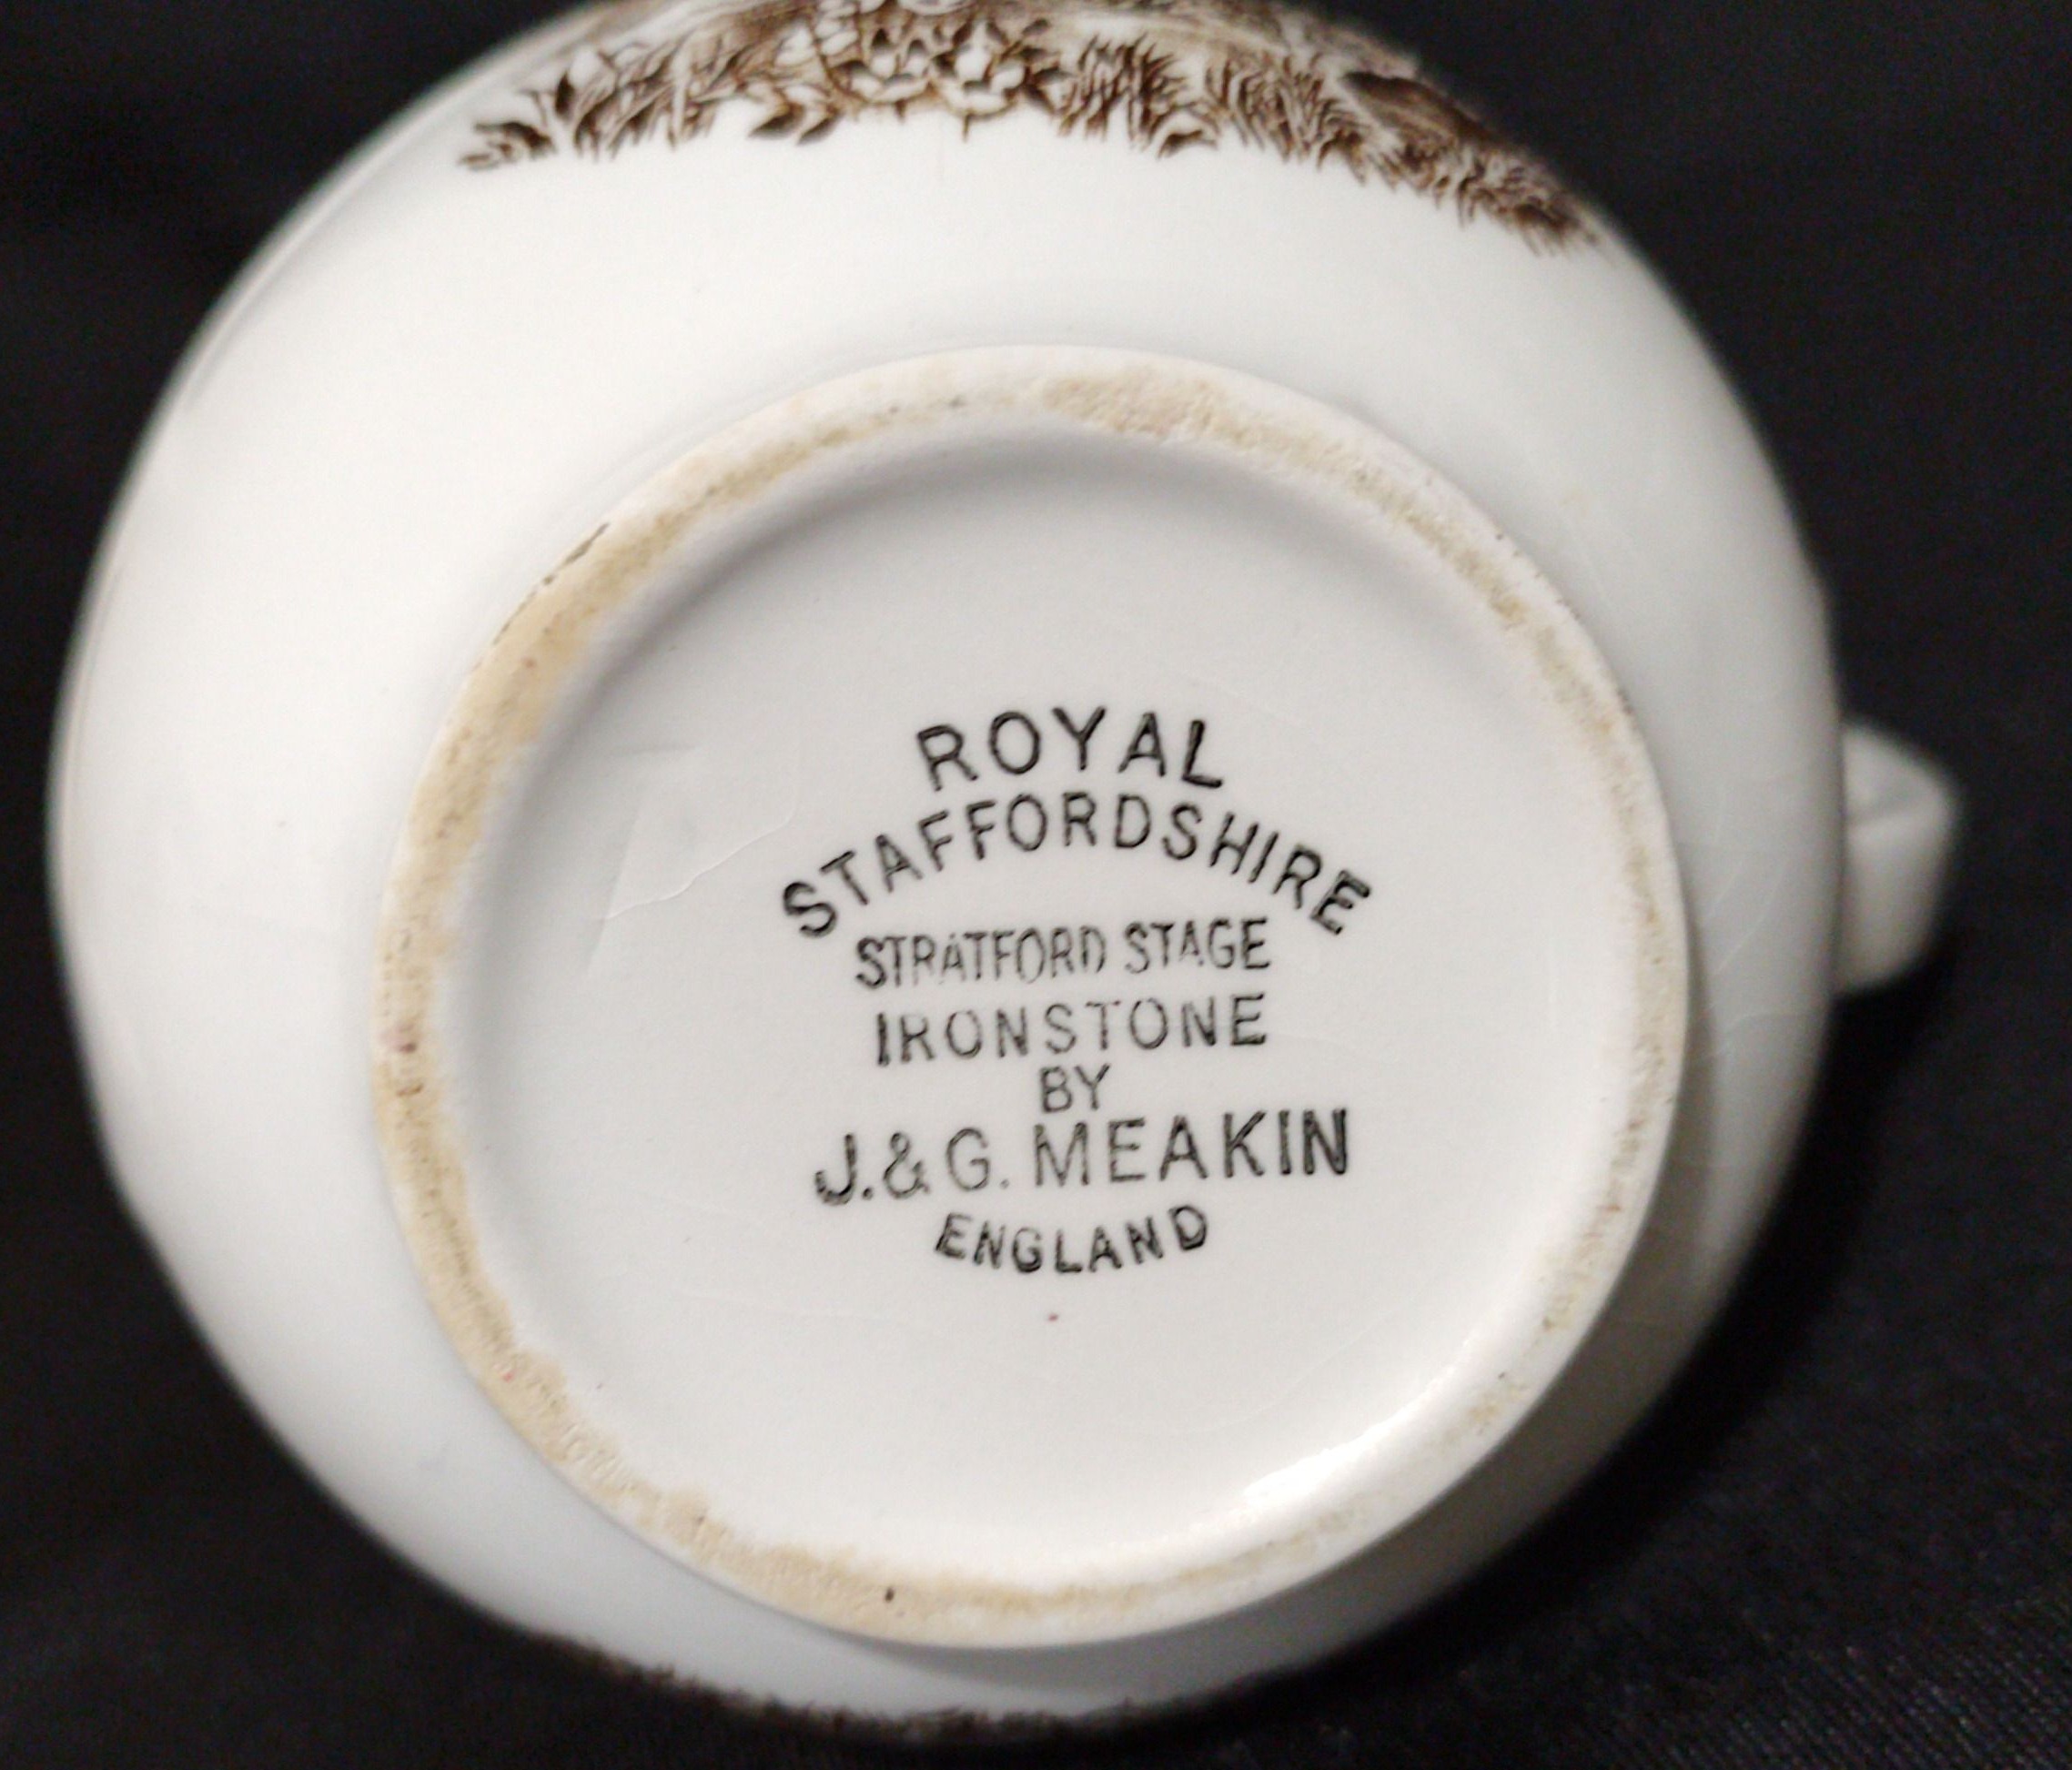 ROYAL
STAFFORDSHIRE
STRATFORD STAGE
IRONSTONE
BY
J.&G. MEAKIN
ENGLAND